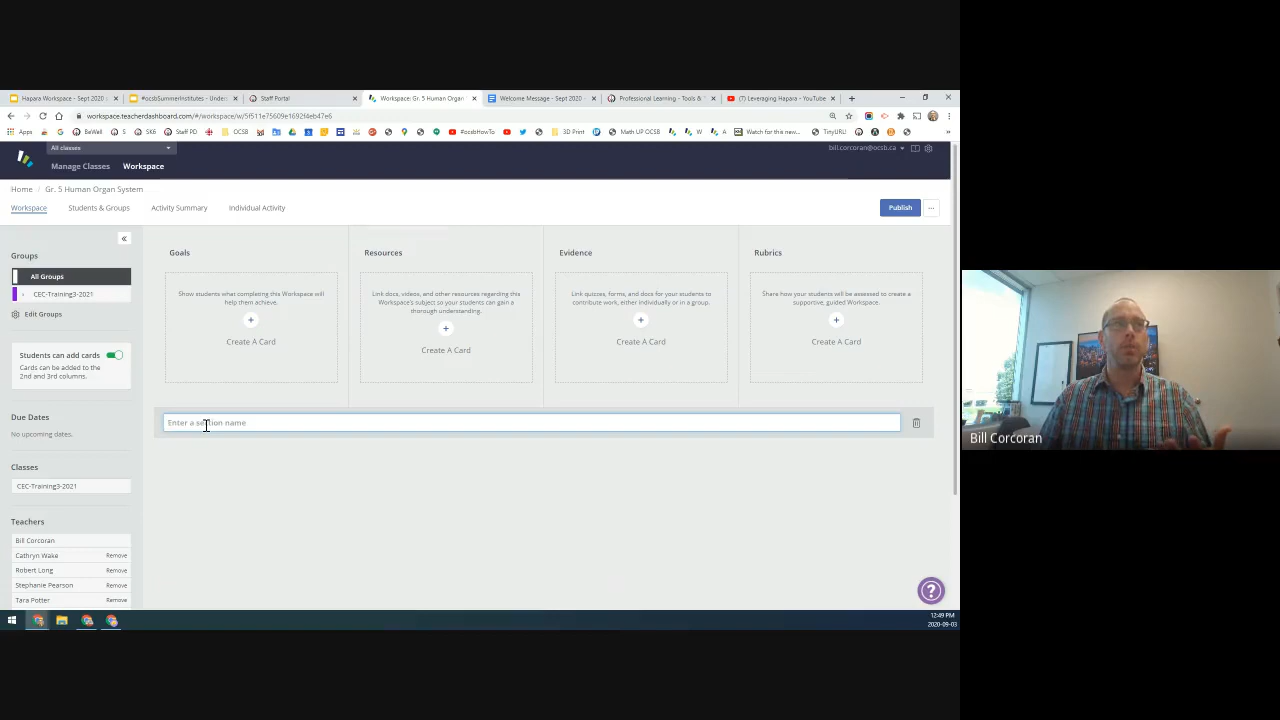 Hapara Workspace - Sept 2020
#ocsbSummerInstitutes - Under
Staff Portal
Workspace: Gr. 5 Human Organ
Welcome Message - Sept 2020
Professional Learning - Tools & T
(T) Leveraging Hapara - YouTube
workspace.teacherdashboard.com/#/workspace/w/5f511e75609e1692f4eb47e6
Apps
BeWell
S
SK6
Staff PD
OCSB
#ocsbHowTo
3D Print
Math UP OCSB
W
A
Watch for this new...
TinyURL!
All classes
bill.corcoran@ocsb.ca
Manage Classes
Workspace
Home / Gr. 5 Human Organ System
Workspace
Students & Groups
Activity Summary
Individual Activity
Publish
Groups
All Groups
CEC-Training3-2021
Edit Groups
Students can add cards
Cards can be added to the
2nd and 3rd columns.
Due Dates
No upcoming dates.
Classes
CEC-Training3-2021
Teachers
Bill Corcoran
Cathryn Wake Remove
Robert Long Remove
Stephanie Pearson Remove
Tara Potter Remove
Goals
Show students what completing this Workspace will
help them achieve.
Create A Card
Resources
Link docs, videos, and other resources regarding this
Workspace's subject so your students can gain a
thorough understanding.
Create A Card
Evidence
Link quizzes, forms, and docs for your students to
contribute work, either individually or in a group.
Create A Card
Rubrics
Share how your students will be assessed to create a
supportive, guided Workspace.
Create A Card
Enter a section name
?
12:49 PM
2020-09-03
Bill Corcoran